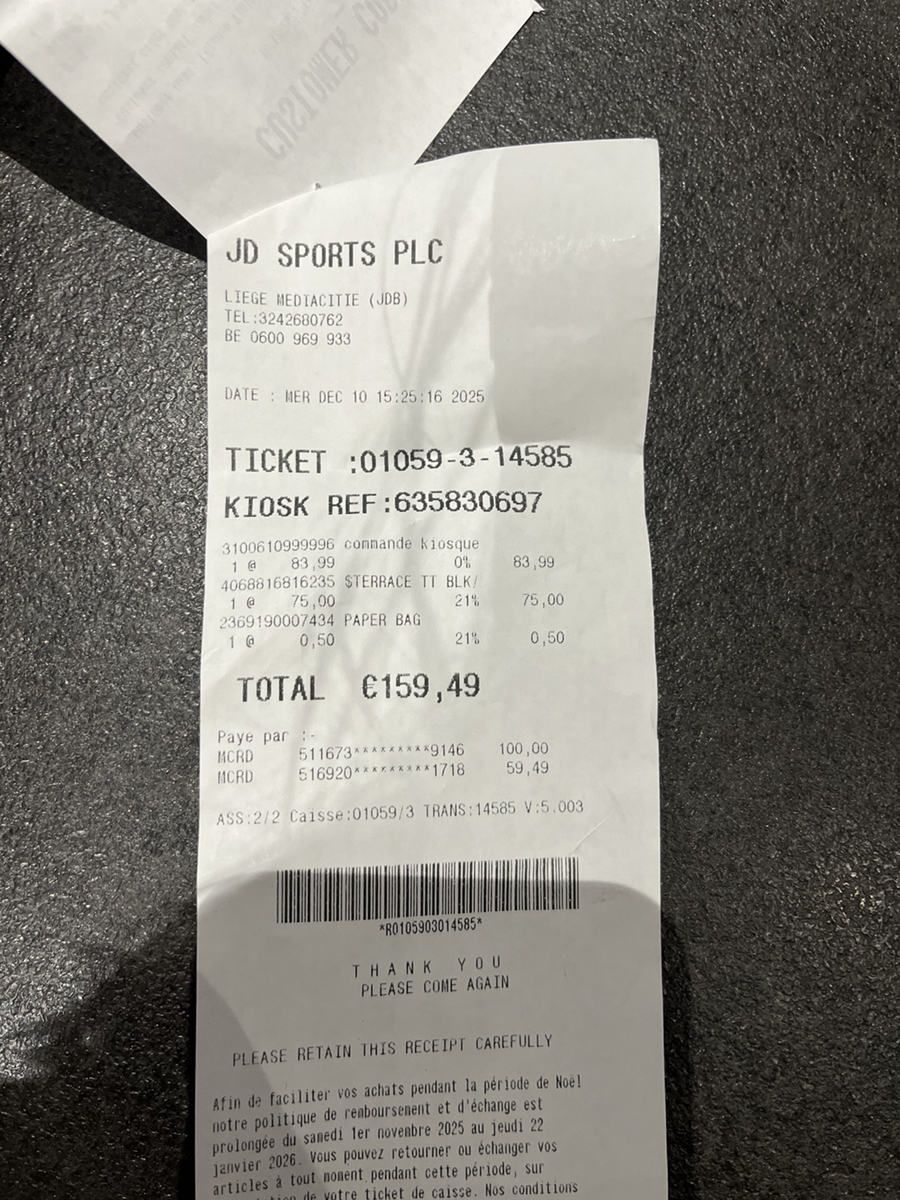 CUSTOMER
JD SPORTS PLC
LIEGE MEDIACITIE (JDB)
TEL:3242680762
BE 0600 969 933
DATE : MER DEC 10 15:25:16 2025
TICKET :01059-3-14585
KIOSK REF:635830697
3100610999996 commande kiosque
1 @ 83,99 0% 83,99
4068816816235 $TERRACE TT BLK/
1 @ 75,00 21% 75,00
2369190007434 PAPER BAG
1 @ 0,50 21% 0,50
TOTAL €159,49
Paye par :-
MCRD 511673*********9146 100,00
MCRD 516920*********1718 59,49
ASS:2/2 Caisse:01059/3 TRANS:14585 V:5.003
*R0105903014585*
THANK YOU
PLEASE COME AGAIN
PLEASE RETAIN THIS RECEIPT CAREFULLY
Afin de faciliter vos achats pendant la période de Noël
notre politique de remboursement et d'échange est
prolongée du samedi 1er novembre 2025 au jeudi 22
janvier 2026. Vous pouvez retourner ou échanger vos
articles à tout moment pendant cette période, sur
de votre ticket de caisse. Nos conditions